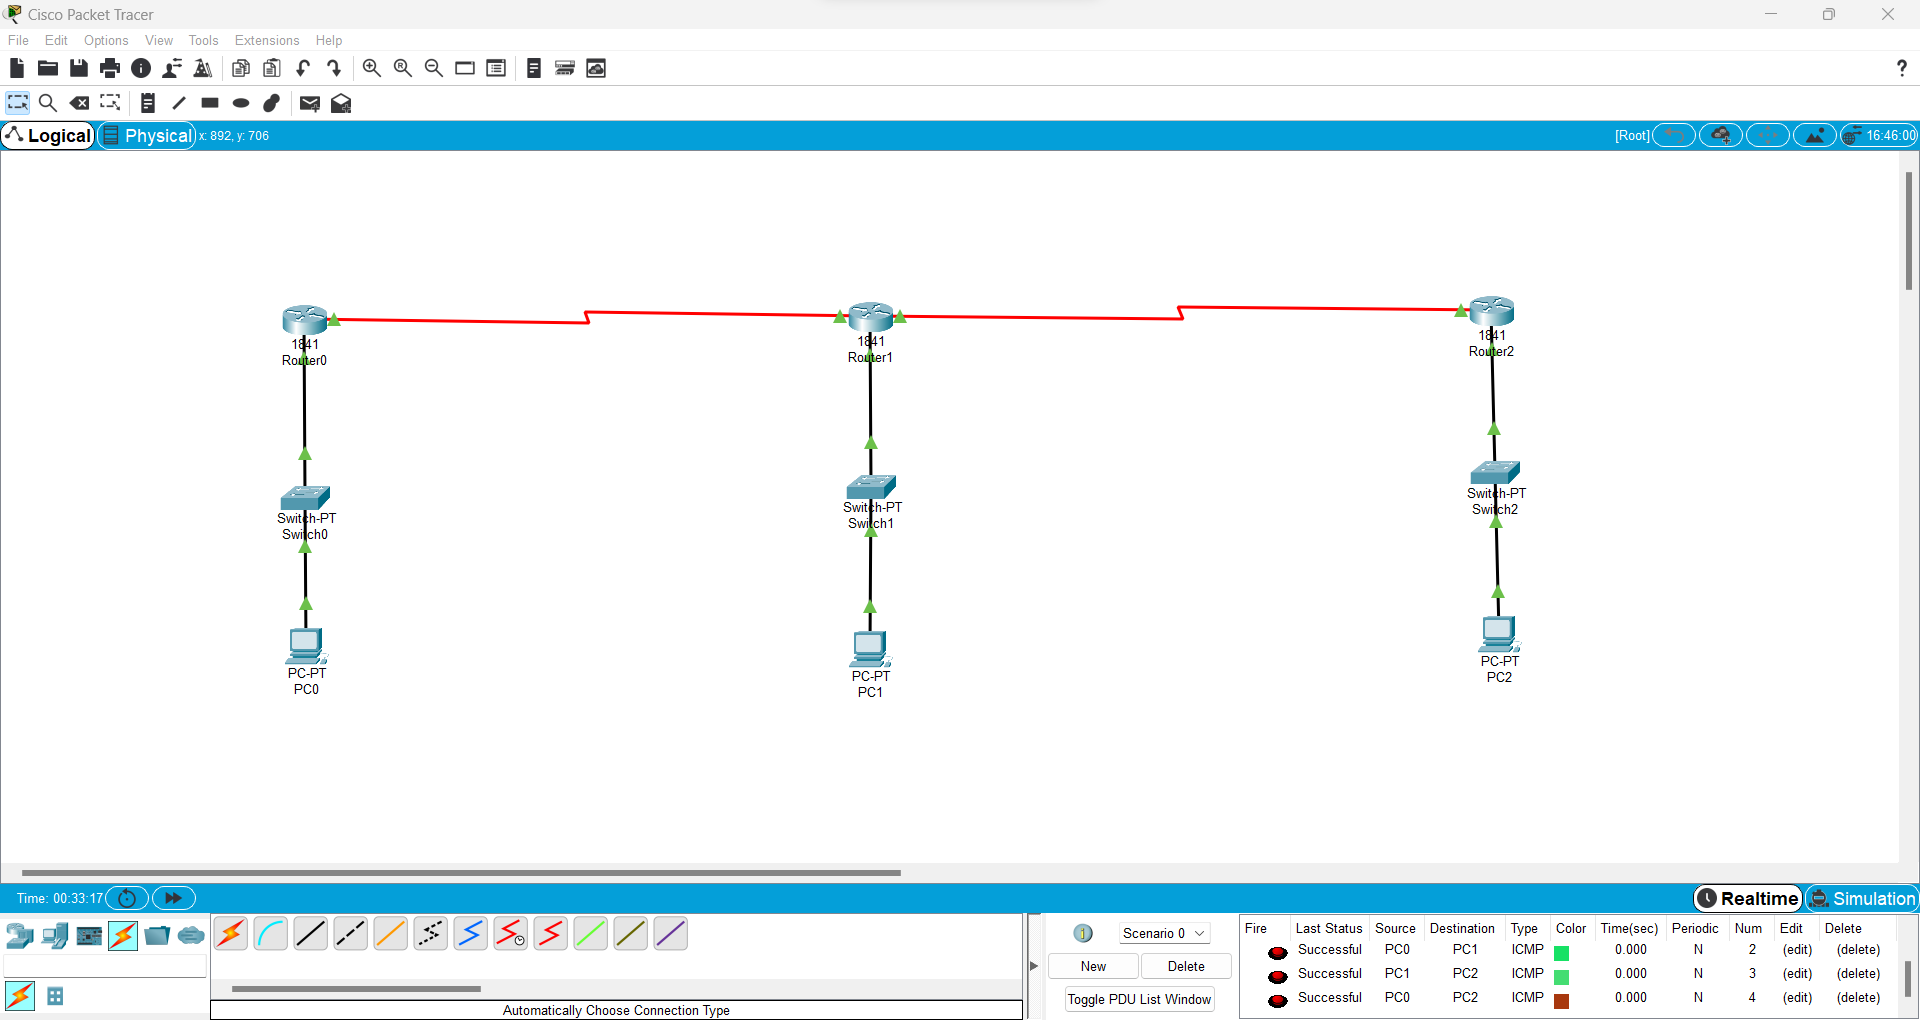 Cisco Packet Tracer
File Edit Options View Tools Extensions Help
?
Logical Physical x: 892, y: 706 [Root] 16:46:00
1841
Router0
1841
Router1
1841
Router2
Switch-PT
Switch0
Switch-PT
Switch1
Switch-PT
Switch2
PC-PT
PC0
PC-PT
PC1
PC-PT
PC2
Time: 00:33:17 Realtime Simulation
Scenario 0
New Delete
Toggle PDU List Window
Fire Last Status Source Destination Type Color Time(sec) Periodic Num Edit Delete
Successful PC0 PC1 ICMP 0.000 N 2 (edit) (delete)
Successful PC1 PC2 ICMP 0.000 N 3 (edit) (delete)
Successful PC0 PC2 ICMP 0.000 N 4 (edit) (delete)
Automatically Choose Connection Type